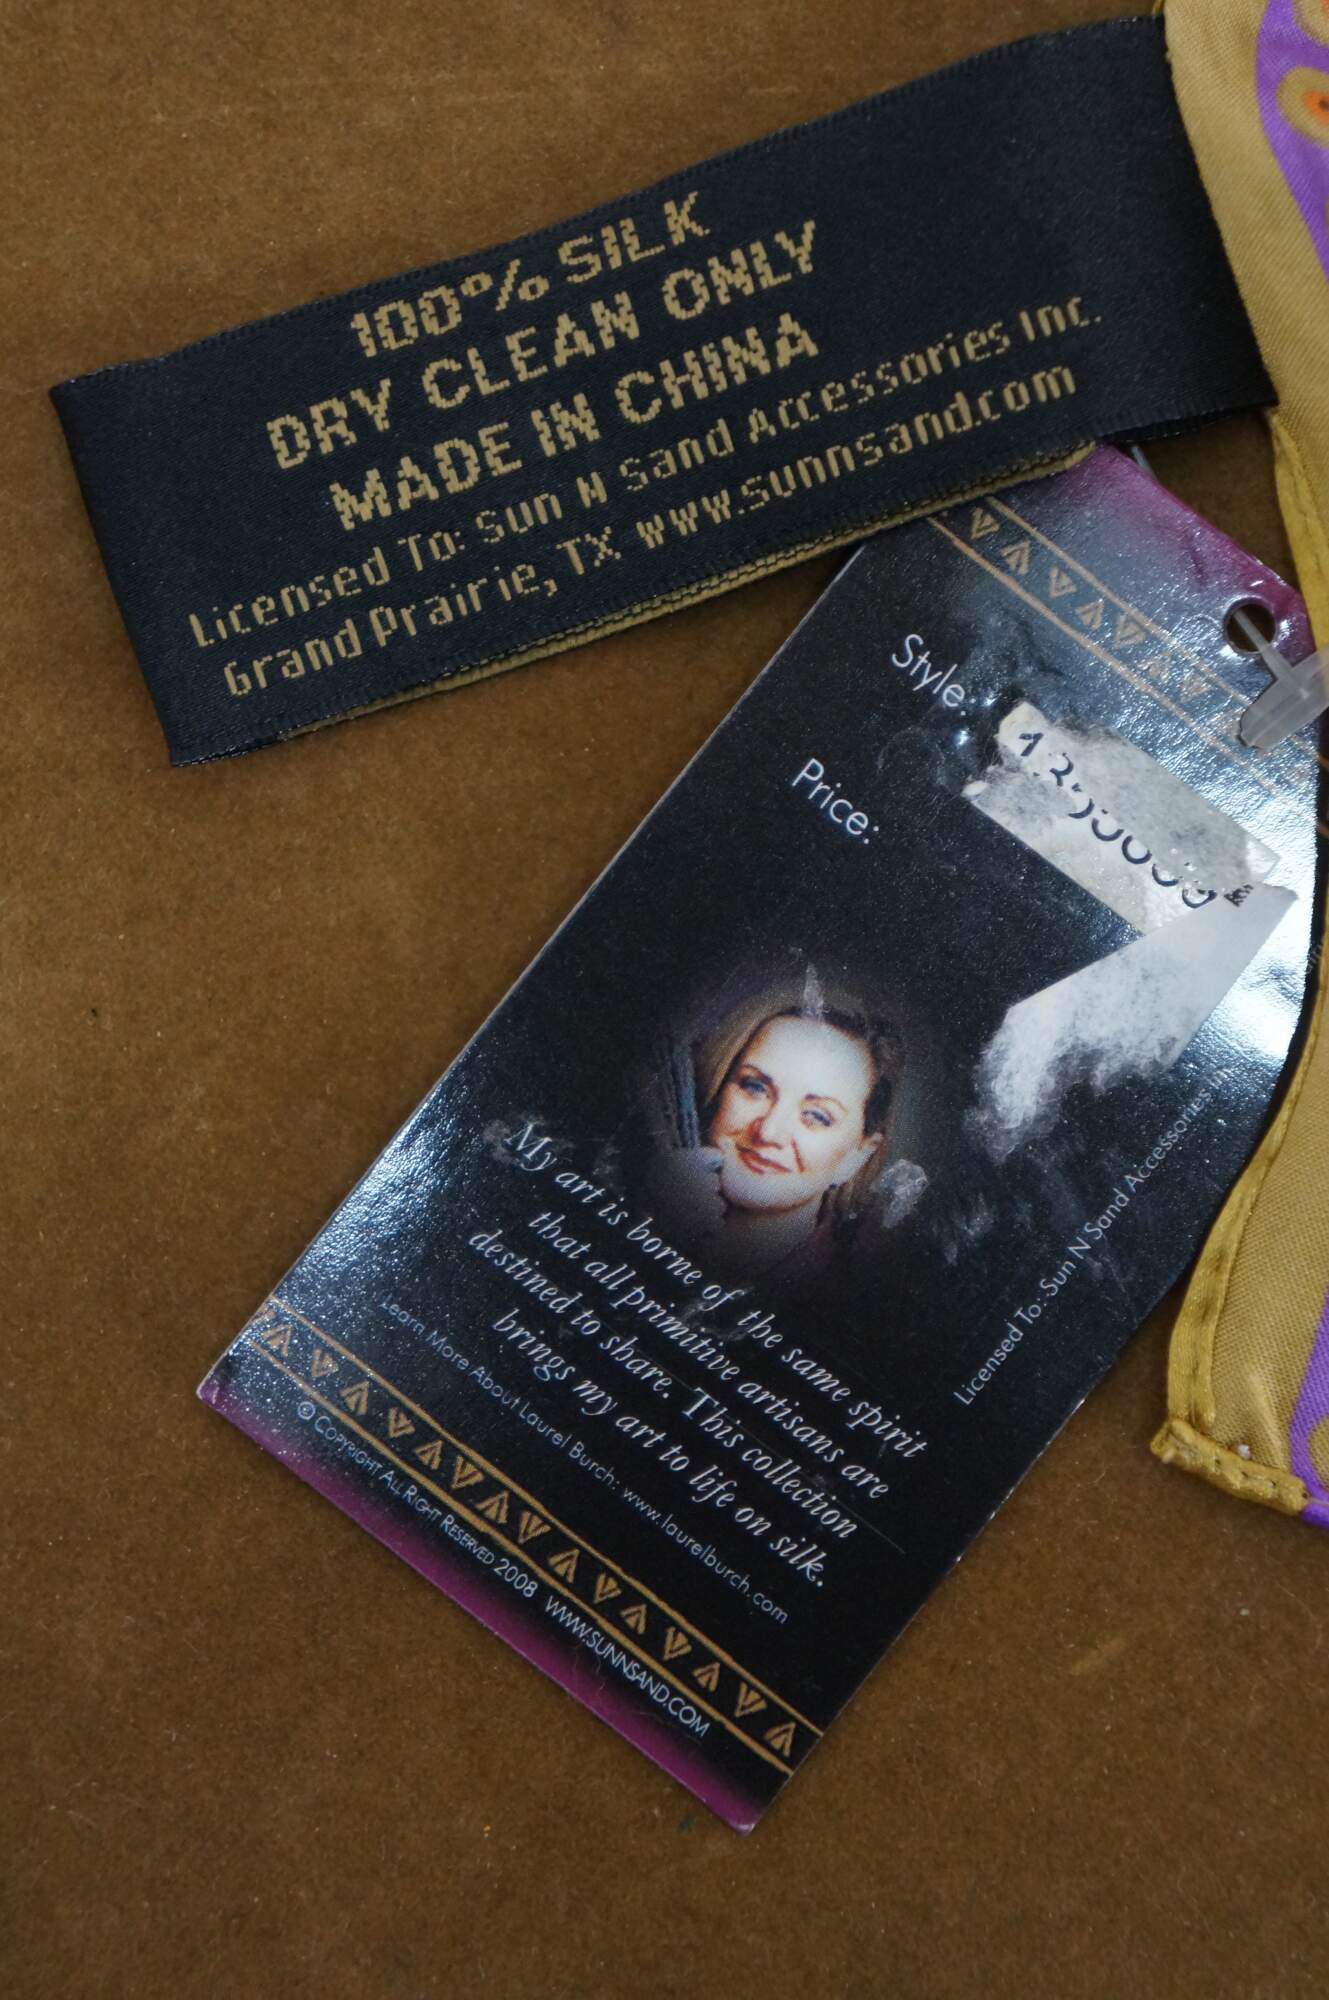 100% SILK
DRY CLEAN ONLY
MADE IN CHINA
Licensed To: Sun N Sand Accessories Inc.
Grand Prairie, TX www.sunnsand.com
Style:
Price:
My art is borne of the same spirit
that all primitive artisans are
destined to share. This collection
brings my art to life on silk.
Learn More About Laurel Burch: www.laurelburch.com
© COPYRIGHT ALL RIGHT RESERVED 2008 WWW.SUNNSAND.COM
Licensed To: Sun N Sand Accessories